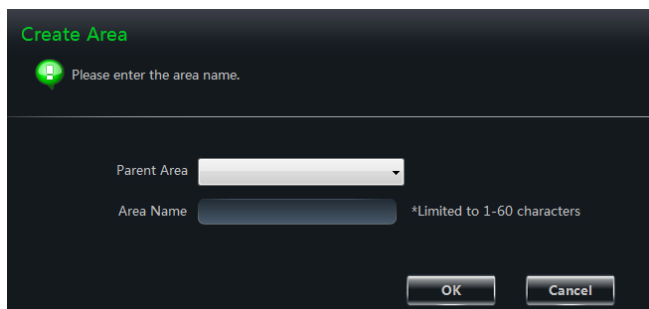 Create Area
Please enter the area name.
Parent Area
Area Name *Limited to 1-60 characters
OK Cancel